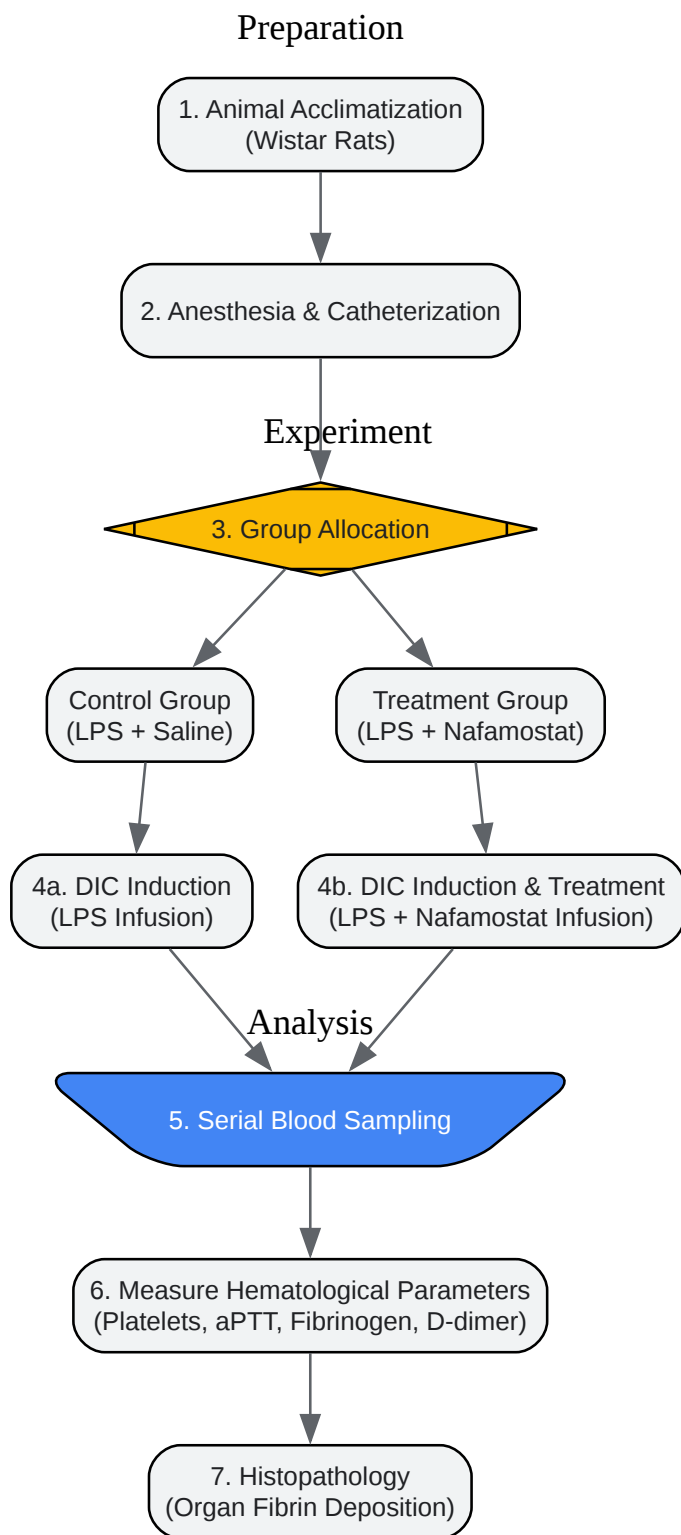 Preparation
1. Animal Acclimatization
(Wistar Rats)
2. Anesthesia & Catheterization
Experiment
3. Group Allocation
Control Group
(LPS + Saline)
Treatment Group
(LPS + Nafamostat)
4a. DIC Induction
(LPS Infusion)
4b. DIC Induction & Treatment
(LPS + Nafamostat Infusion)
Analysis
5. Serial Blood Sampling
6. Measure Hematological Parameters
(Platelets, aPTT, Fibrinogen, D-dimer)
7. Histopathology
(Organ Fibrin Deposition)